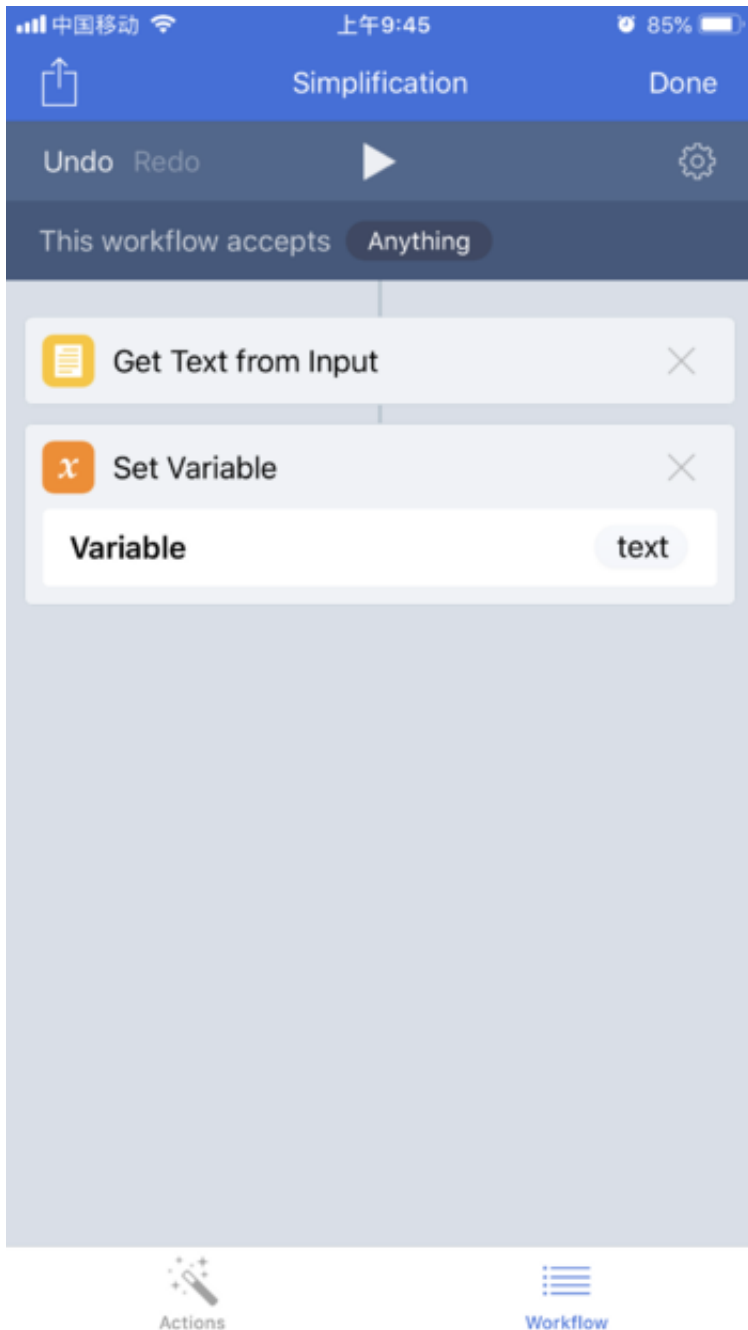 中国移动 上午9:45 85%
Simplification Done
Undo Redo
This workflow accepts Anything
Get Text from Input
x Set Variable
Variable text
Actions Workflow